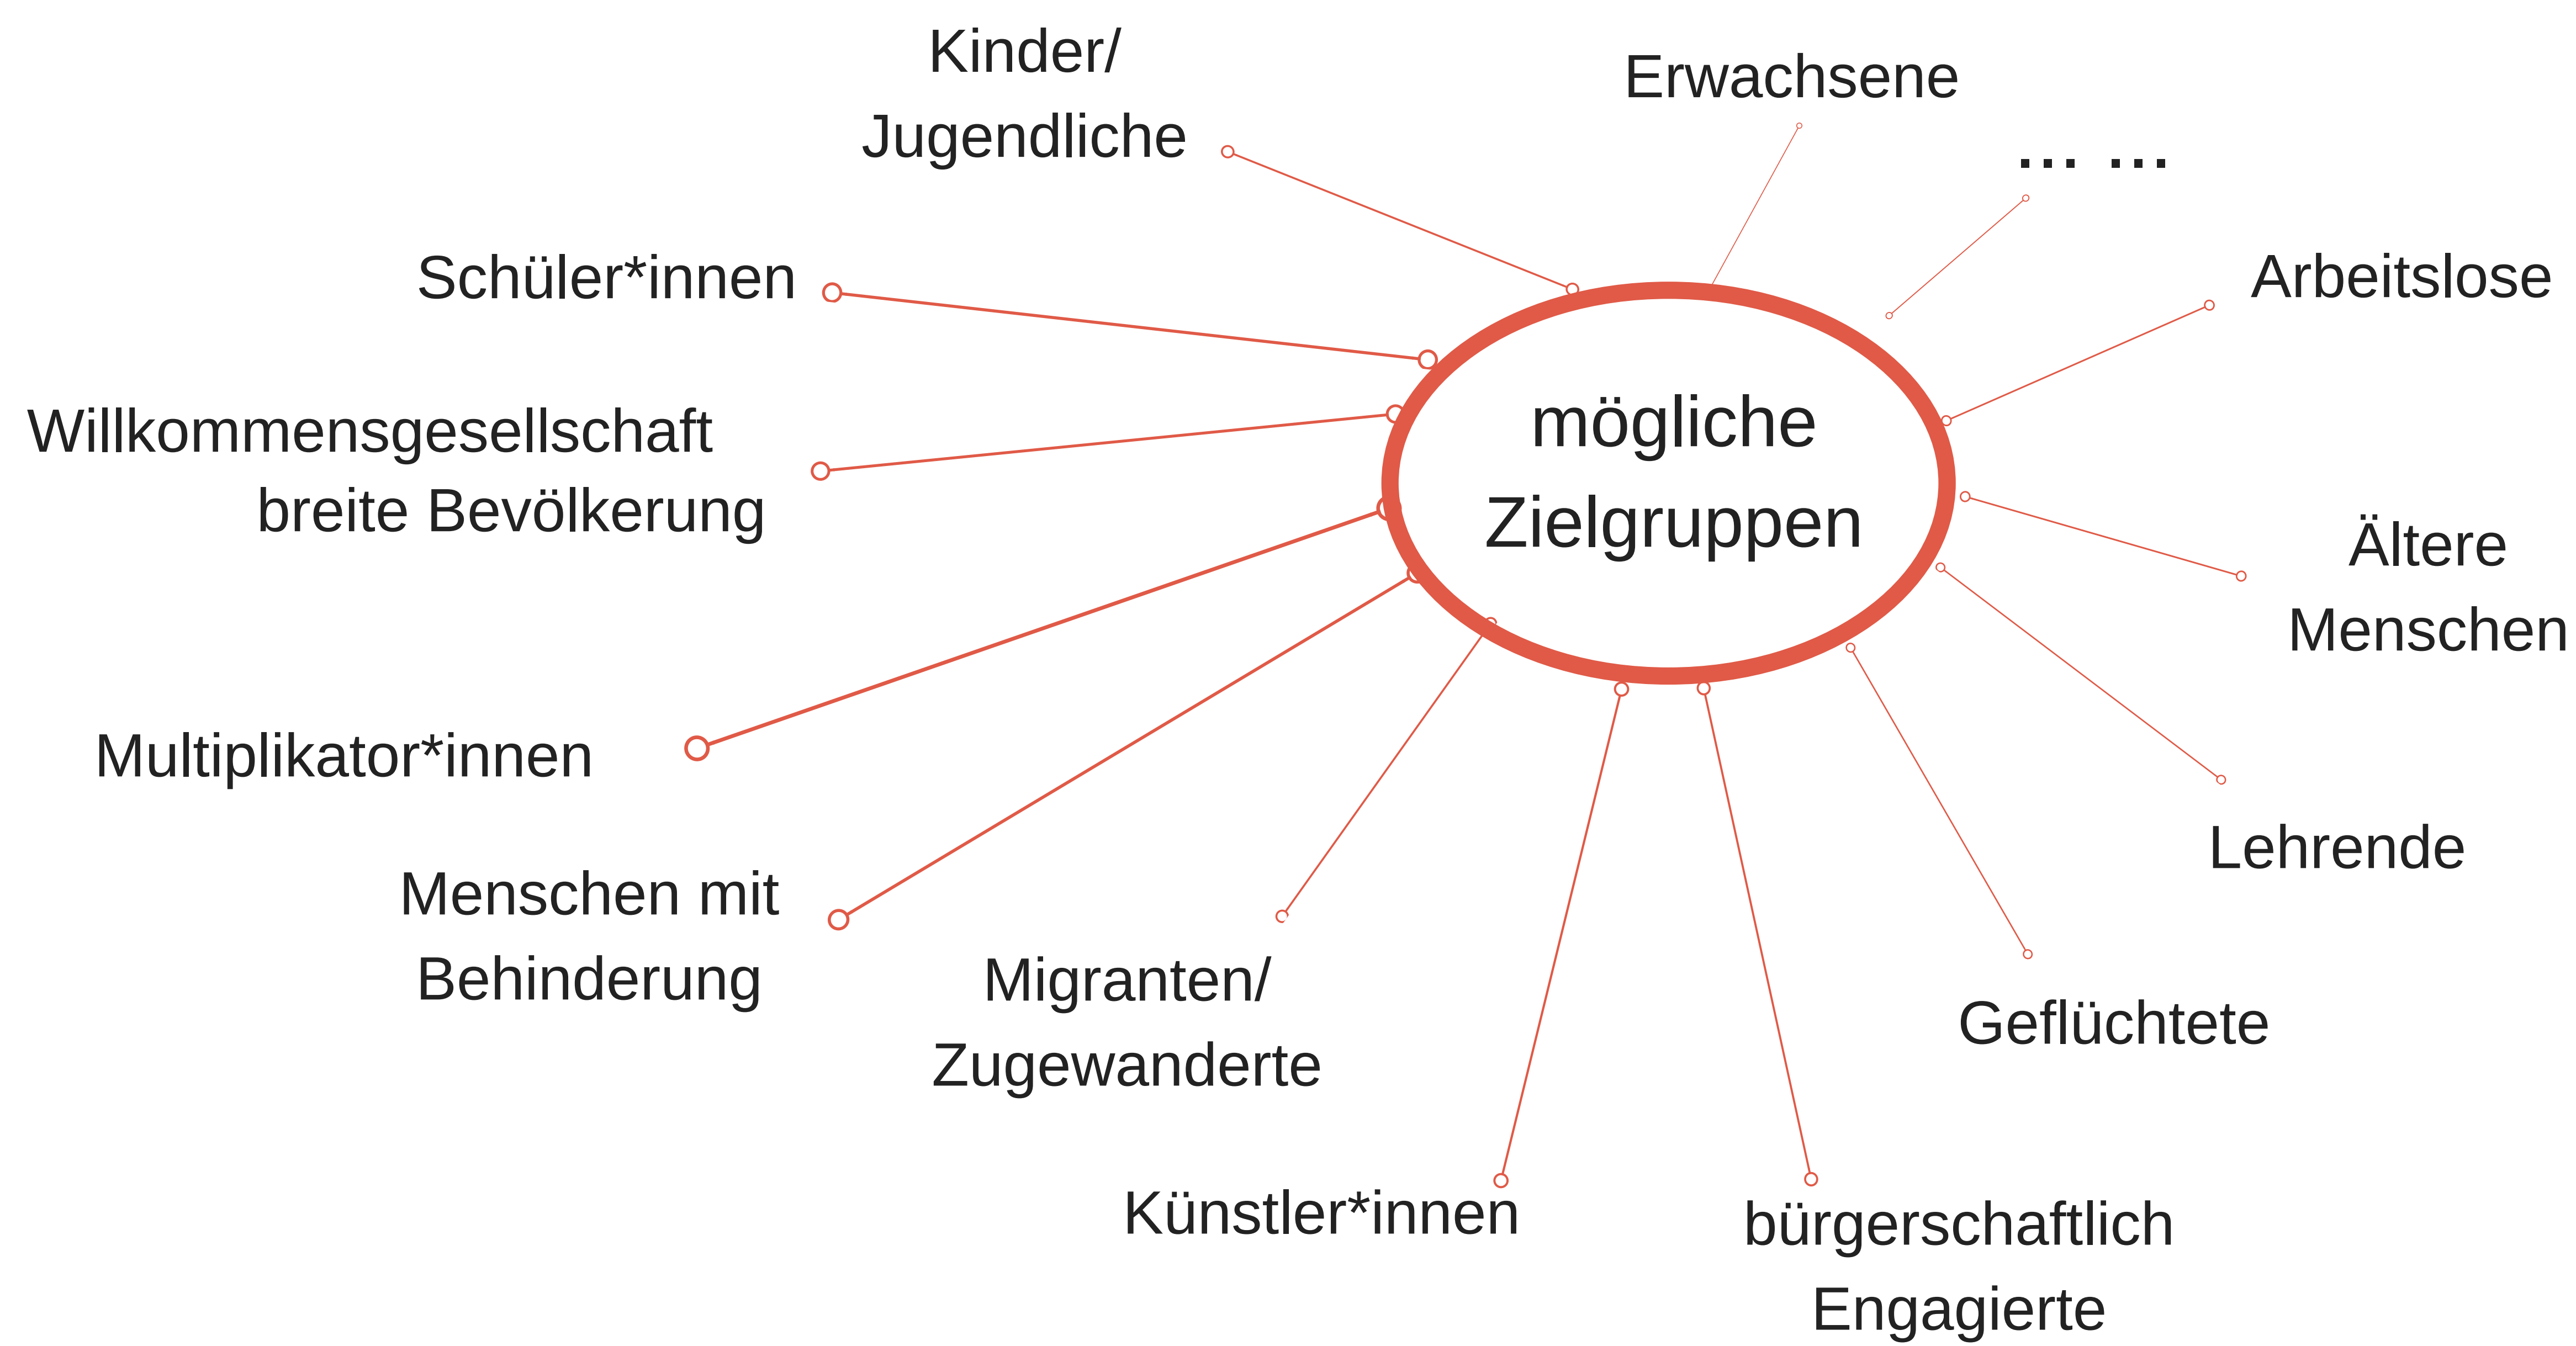 Kinder/
Jugendliche
Erwachsene
... ...
Schüler*innen
Arbeitslose
Willkommensgesellschaft
breite Bevölkerung
mögliche
Zielgruppen
Ältere
Menschen
Multiplikator*innen
Lehrende
Menschen mit
Behinderung
Migranten/
Zugewanderte
Geflüchtete
Künstler*innen
bürgerschaftlich
Engagierte